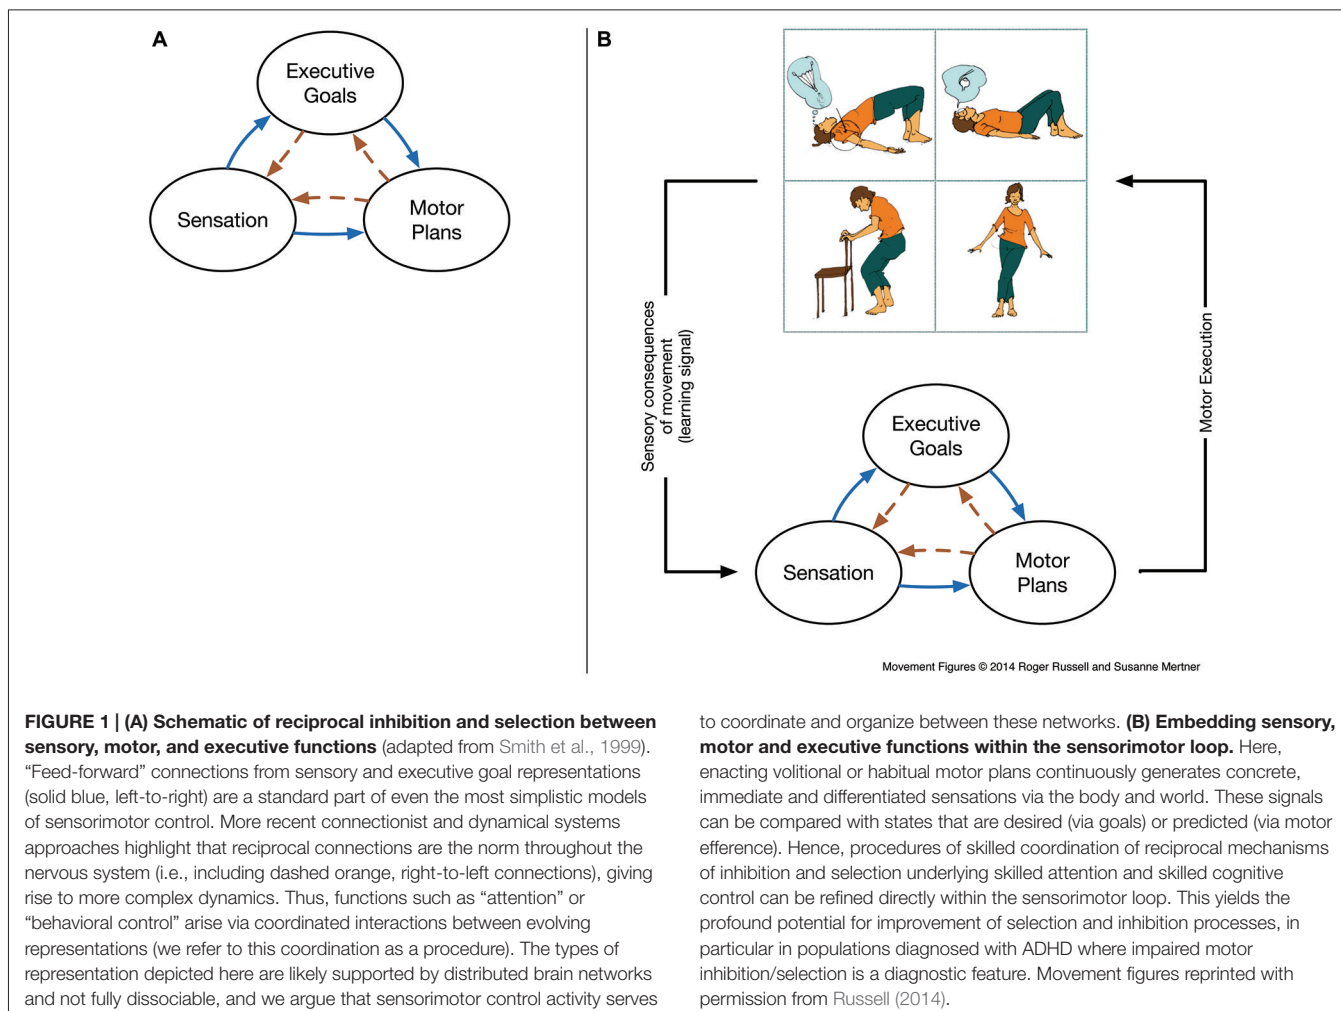 A
Executive
Goals
Sensation
Motor
Plans
B
Sensory consequences
of movement
(learning signal)
Motor Execution
Executive
Goals
Sensation
Motor
Plans
Movement Figures © 2014 Roger Russell and Susanne Mertner
FIGURE 1 | (A) Schematic of reciprocal inhibition and selection between
sensory, motor, and executive functions (adapted from Smith et al., 1999).
“Feed-forward” connections from sensory and executive goal representations
(solid blue, left-to-right) are a standard part of even the most simplistic models
of sensorimotor control. More recent connectionist and dynamical systems
approaches highlight that reciprocal connections are the norm throughout the
nervous system (i.e., including dashed orange, right-to-left connections), giving
rise to more complex dynamics. Thus, functions such as “attention” or
“behavioral control” arise via coordinated interactions between evolving
representations (we refer to this coordination as a procedure). The types of
representation depicted here are likely supported by distributed brain networks
and not fully dissociable, and we argue that sensorimotor control activity serves
to coordinate and organize between these networks. (B) Embedding sensory,
motor and executive functions within the sensorimotor loop. Here,
enacting volitional or habitual motor plans continuously generates concrete,
immediate and differentiated sensations via the body and world. These signals
can be compared with states that are desired (via goals) or predicted (via motor
efference). Hence, procedures of skilled coordination of reciprocal mechanisms
of inhibition and selection underlying skilled attention and skilled cognitive
control can be refined directly within the sensorimotor loop. This yields the
profound potential for improvement of selection and inhibition processes, in
particular in populations diagnosed with ADHD where impaired motor
inhibition/selection is a diagnostic feature. Movement figures reprinted with
permission from Russell (2014).